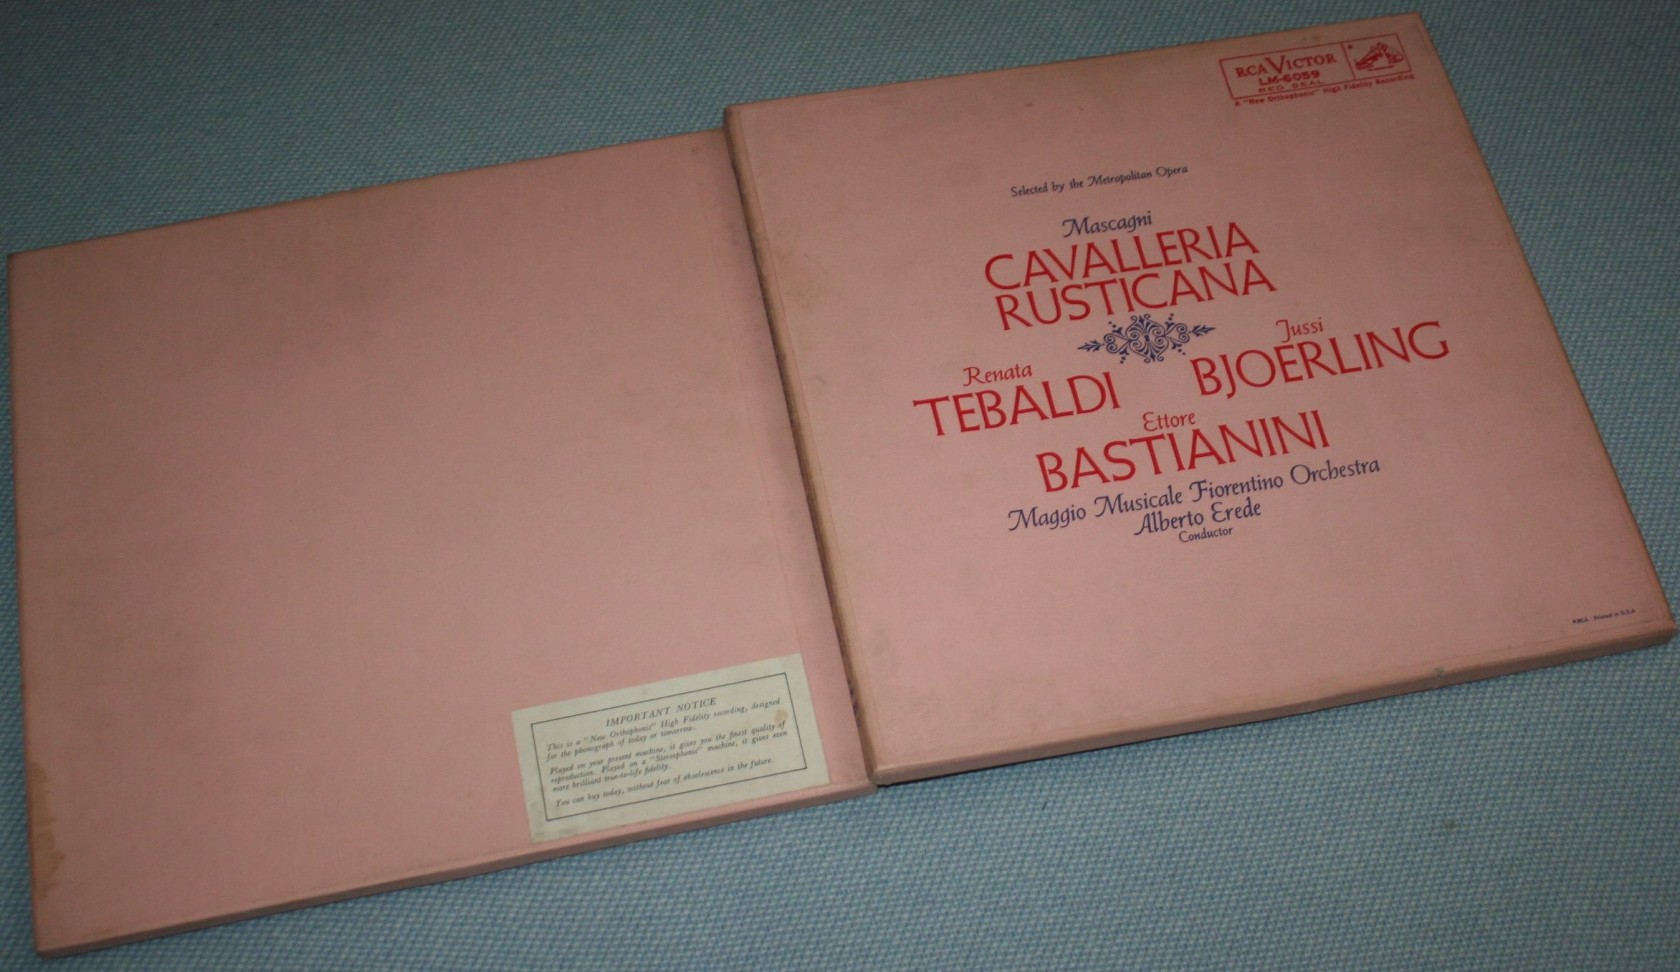 RCA VICTOR
LM-6059
RED SEAL
A "New Orthophonic" High Fidelity Recording
Selected by the Metropolitan Opera
Mascagni
CAVALLERIA
RUSTICANA
Renata
TEBALDI
Jussi
BJOERLING
Ettore
BASTIANINI
Maggio Musicale Fiorentino Orchestra
Alberto Erede
Conductor
RCA Printed in U.S.A
IMPORTANT NOTICE
This is a "New Orthophonic" High Fidelity recording, designed
for the phonograph of today or tomorrow.
Played on your present machine, it gives you the finest quality of
reproduction. Played on a "Stereophonic" machine, it gives even
more brilliant true-to-life fidelity.
You can buy today, without fear of obsolescence in the future.